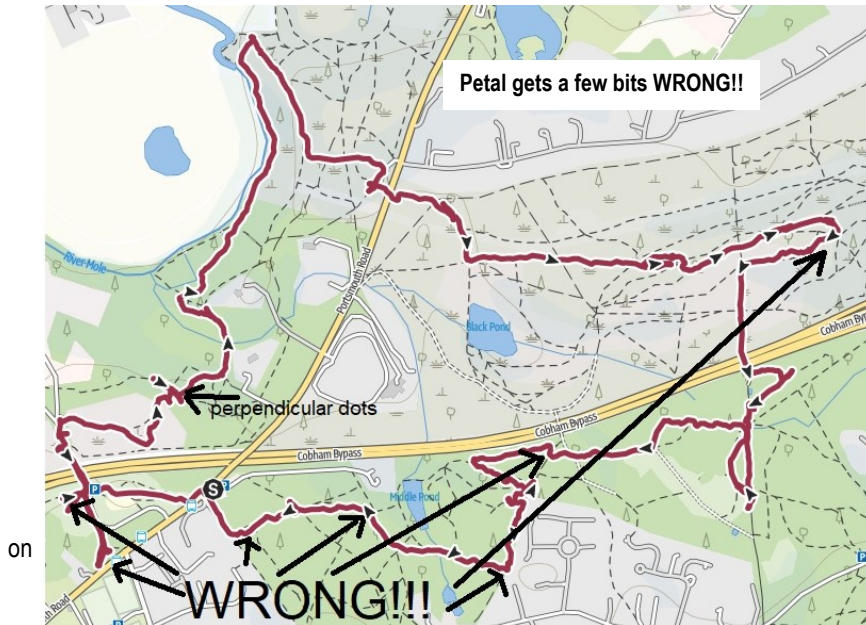 Petal gets a few bits WRONG!!
River Mole
Portsmouth Road
Black Pond
Cobham Bypass
perpendicular dots
Cobham Bypass
Cobham Bypass
P
S
P
Middle Pond
on
WRONG!!!
P
P